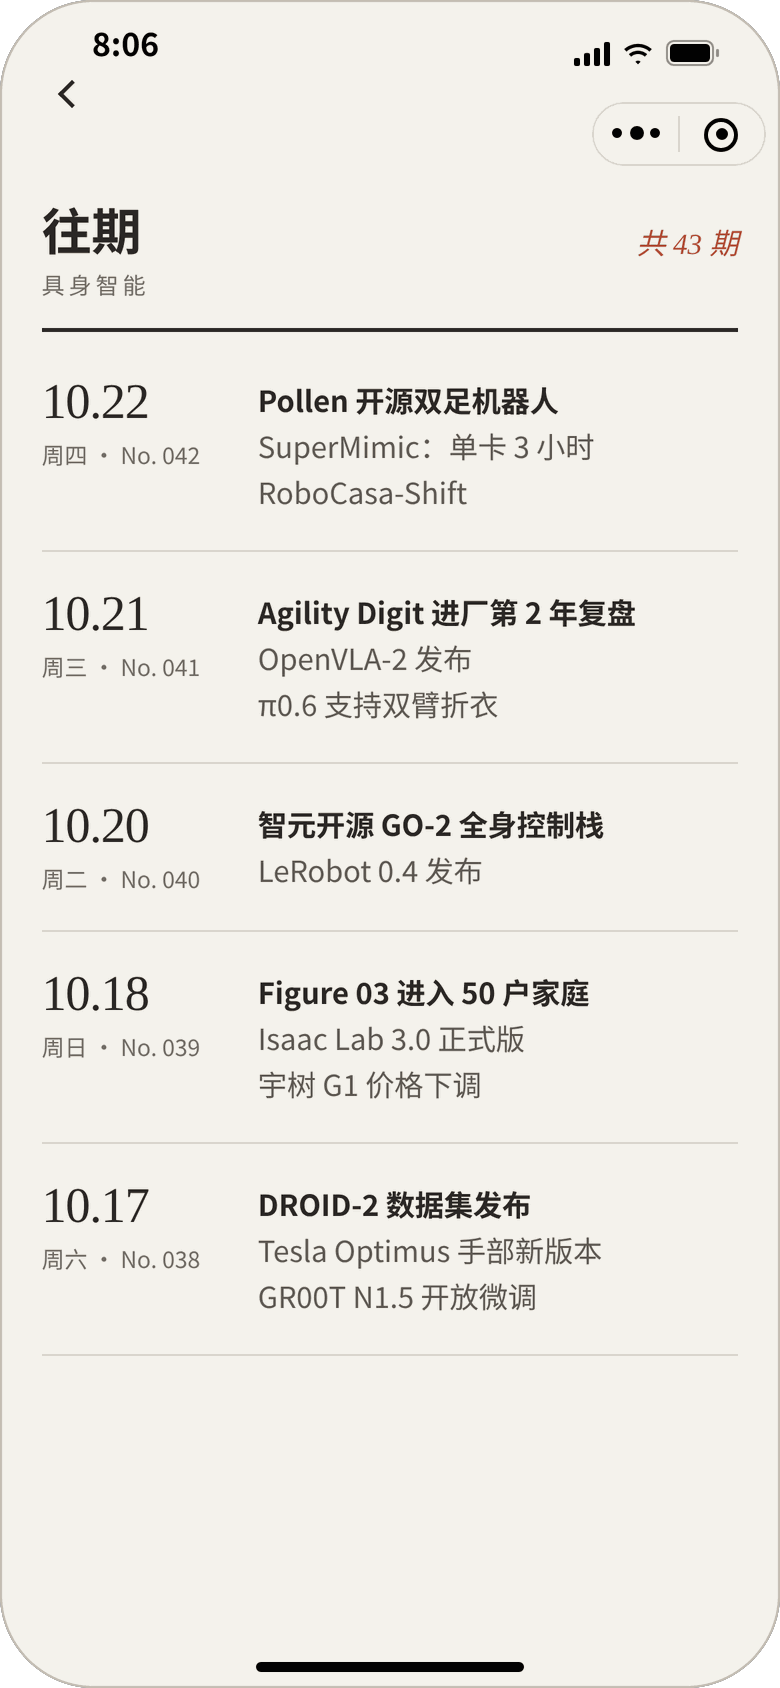 8:06
往期
共 43 期
具身智能
10.22
周四 · No. 042
Pollen 开源双足机器人
SuperMimic：单卡 3 小时
RoboCasa-Shift
10.21
周三 · No. 041
Agility Digit 进厂第 2 年复盘
OpenVLA-2 发布
π0.6 支持双臂折衣
10.20
周二 · No. 040
智元开源 GO-2 全身控制栈
LeRobot 0.4 发布
10.18
周日 · No. 039
Figure 03 进入 50 户家庭
Isaac Lab 3.0 正式版
宇树 G1 价格下调
10.17
周六 · No. 038
DROID-2 数据集发布
Tesla Optimus 手部新版本
GR00T N1.5 开放微调